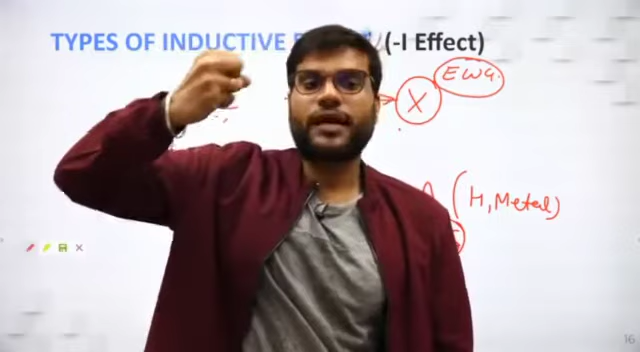 TYPES OF INDUCTIVE (-I Effect)
EWG.
X
(H, Metal)
16